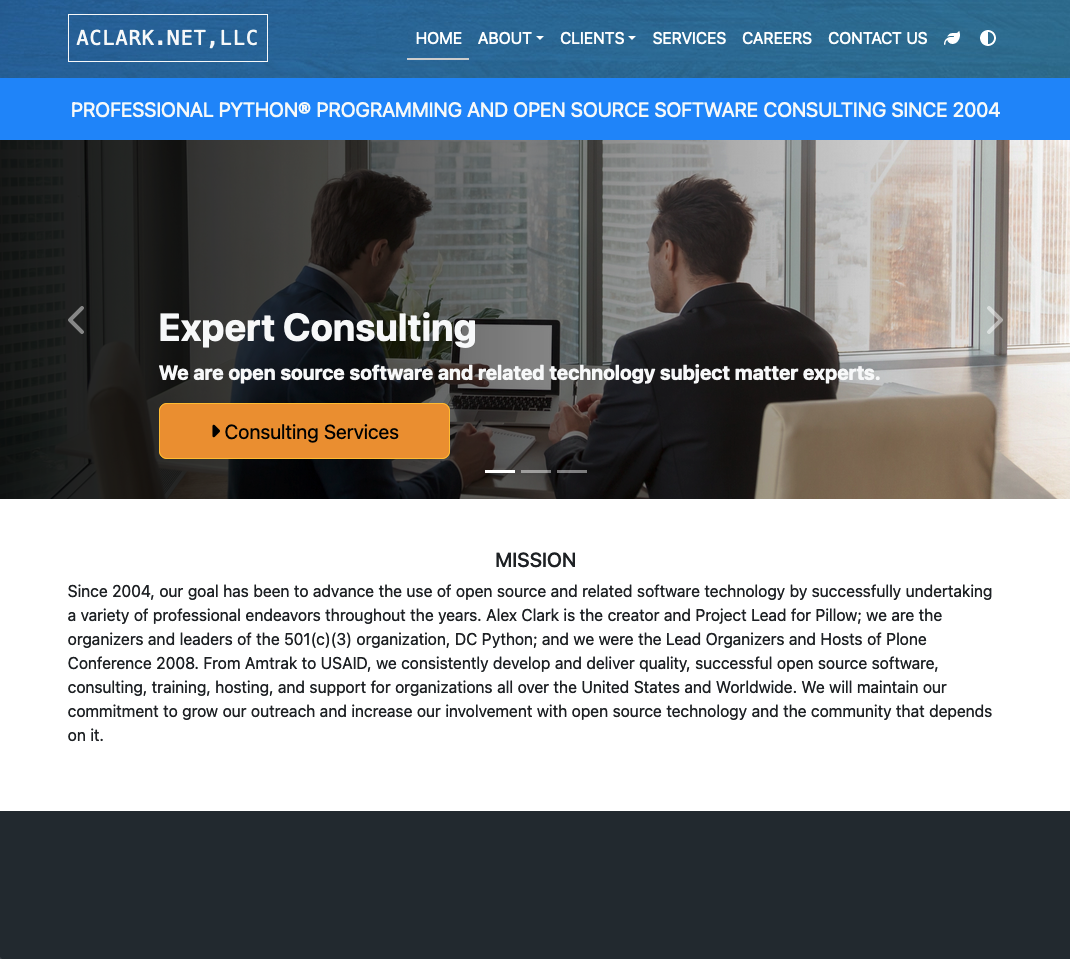 ACLARK.NET,LLC
HOME ABOUT CLIENTS SERVICES CAREERS CONTACT US
PROFESSIONAL PYTHON® PROGRAMMING AND OPEN SOURCE SOFTWARE CONSULTING SINCE 2004
Expert Consulting
We are open source software and related technology subject matter experts.
Consulting Services
MISSION
Since 2004, our goal has been to advance the use of open source and related software technology by successfully undertaking
a variety of professional endeavors throughout the years. Alex Clark is the creator and Project Lead for Pillow; we are the
organizers and leaders of the 501(c)(3) organization, DC Python; and we were the Lead Organizers and Hosts of Plone
Conference 2008. From Amtrak to USAID, we consistently develop and deliver quality, successful open source software,
consulting, training, hosting, and support for organizations all over the United States and Worldwide. We will maintain our
commitment to grow our outreach and increase our involvement with open source technology and the community that depends
on it.